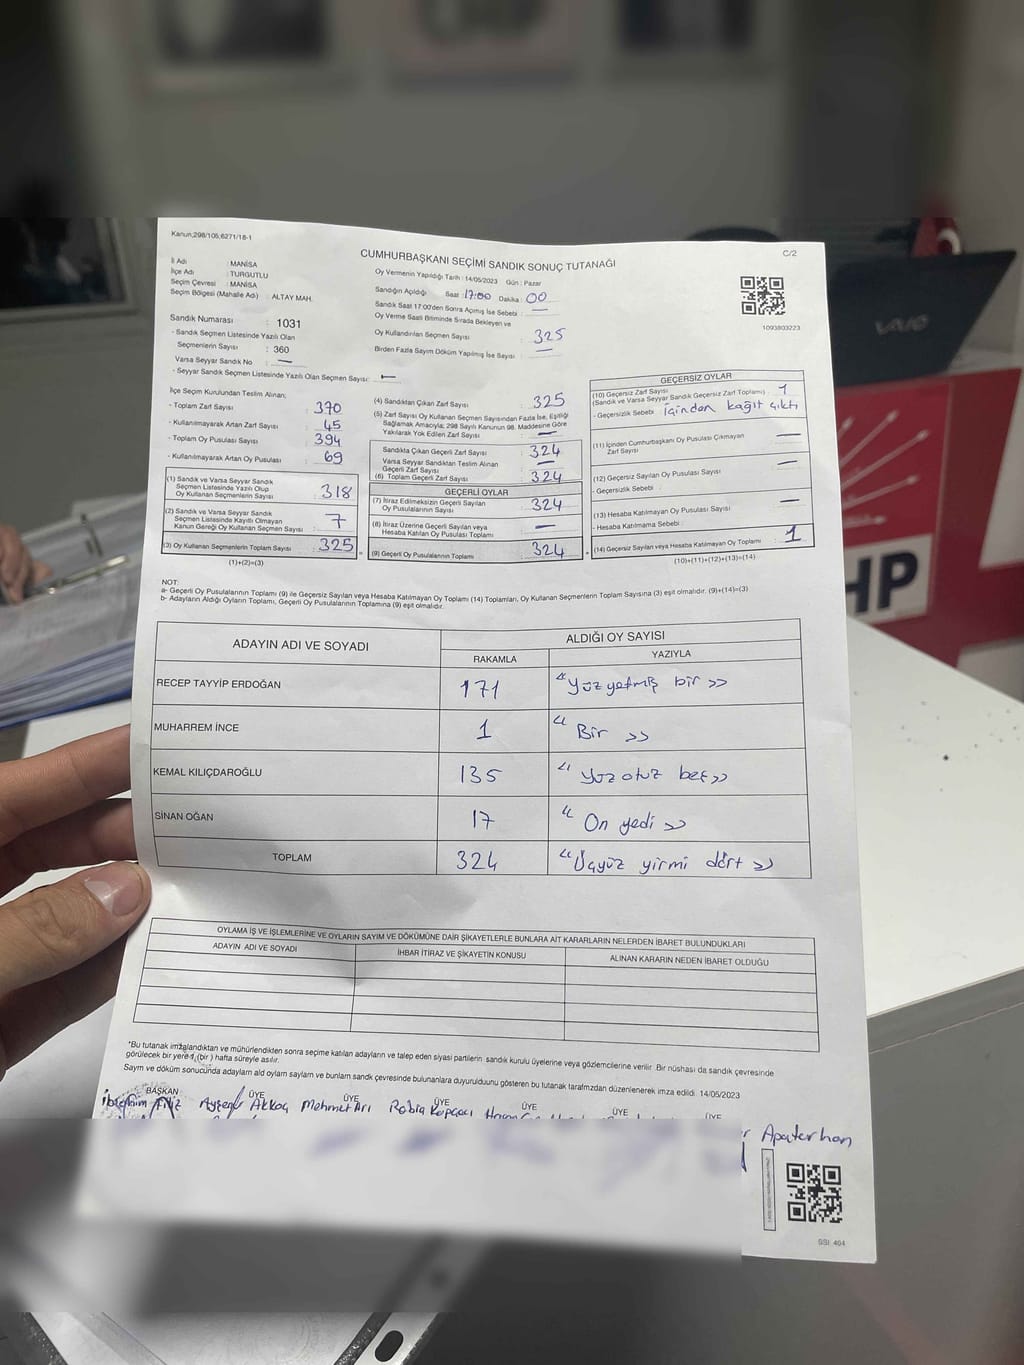 CHP
Kanun;298/105;6271/18-1
C/2
CUMHURBAŞKANI SEÇİMİ SANDIK SONUÇ TUTANAĞI
İl Adı : MANİSA
İlçe Adı : TURGUTLU
Seçim Çevresi : MANİSA
Seçim Bölgesi (Mahalle Adı) : ALTAY MAH.
Sandık Numarası : 1031
- Sandık Seçmen Listesinde Yazılı Olan
Seçmenlerin Sayısı : 360
Varsa Seyyar Sandık No : —
- Seyyar Sandık Seçmen Listesinde Yazılı Olan Seçmen Sayısı: —
Oy Vermenin Yapıldığı Tarih : 14/05/2023 Gün : Pazar
Sandığın Açıldığı Saat : 17:00 Dakika : 00
Sandık Saat 17:00'den Sonra Açımış İse Sebebi : —
Oy Verme Saati Bitiminde Sırada Bekleyen ve
Oy Kullandırılan Seçmen Sayısı : 325
Birden Fazla Sayım Döküm Yapılmış İse Sayısı : —
1093803223
İlçe Seçim Kurulundan Teslim Alınan;
- Toplam Zarf Sayısı : 370
- Kullanılmayarak Artan Zarf Sayısı : 45
- Toplam Oy Pusulası Sayısı : 394
- Kullanılmayarak Artan Oy Pusulası : 69
(1) Sandık ve Varsa Seyyar Sandık
Seçmen Listesinde Yazılı Olup
Oy Kullanan Seçmenlerin Sayısı : 318
(2) Sandık ve Varsa Seyyar Sandık
Seçmen Listesinde Kayıtlı Olmayan
Kanun Gereği Oy Kullanan Seçmen Sayısı : 7
(3) Oy Kullanan Seçmenlerin Toplam Sayısı : 325
(1)+(2)=(3)
(4) Sandıktan Çıkan Zarf Sayısı : 325
(5) Zarf Sayısı Oy Kullanan Seçmen Sayısından Fazla İse, Eşitliği
Sağlamak Amacıyla; 298 Sayılı Kanunun 98. Maddesine Göre
Yakılarak Yok Edilen Zarf Sayısı : —
Sandıkta Çıkan Geçerli Zarf Sayısı : 324
Varsa Seyyar Sandıktan Teslim Alınan
Geçerli Zarf Sayısı : —
(6) Toplam Geçerli Zarf Sayısı : 324
GEÇERLİ OYLAR
(7) İtiraz Edilmeksizin Geçerli Sayılan
Oy Pusulalarının Sayısı : 324
(8) İtiraz Üzerine Geçerli Sayılan veya
Hesaba Katılan Oy Pusulası Toplamı : —
(9) Geçerli Oy Pusulalarının Toplamı : 324
GEÇERSİZ OYLAR
(10) Geçersiz Zarf Sayısı
(Sandık ve Varsa Seyyar Sandık Geçersiz Zarf Toplamı) : 1
- Geçersizlik Sebebi : içinden kağıt çıktı
(11) İçinden Cumhurbaşkanı Oy Pusulası Çıkmayan
Zarf Sayısı : —
(12) Geçersiz Sayılan Oy Pusulası Sayısı : —
- Geçersizlik Sebebi :
(13) Hesaba Katılmayan Oy Pusulası Sayısı : —
- Hesaba Katılmama Sebebi :
(14) Geçersiz Sayılan veya Hesaba Katılmayan Oy Toplamı : 1
(10)+(11)+(12)+(13)=(14)
NOT:
a- Geçerli Oy Pusulalarının Toplamı (9) ile Geçersiz Sayılan veya Hesaba Katılmayan Oy Toplamı (14) Toplamları, Oy Kullanan Seçmenlerin Toplam Sayısına (3) eşit olmalıdır. (9)+(14)=(3)
b- Adayların Aldığı Oyların Toplamı, Geçerli Oy Pusulalarının Toplamına (9) eşit olmalıdır.
ADAYIN ADI VE SOYADI ALDIĞI OY SAYISI
RAKAMLA YAZIYLA
RECEP TAYYİP ERDOĞAN 171 "Yüz yetmiş bir >>
MUHARREM İNCE 1 " Bir >>
KEMAL KILIÇDAROĞLU 135 " Yüz otuz beş >>
SİNAN OĞAN 17 " On yedi >>
TOPLAM 324 "Üçyüz yirmi dört >>
OYLAMA İŞ VE İŞLEMLERİNE VE OYLARIN SAYIM VE DÖKÜMÜNE DAİR ŞİKAYETLERLE BUNLARA AİT KARARLARIN NELERDEN İBARET BULUNDUKLARI
ADAYIN ADI VE SOYADI İHBAR İTİRAZ VE ŞİKAYETİN KONUSU ALINAN KARARIN NEDEN İBARET OLDUĞU
*Bu tutanak imzalandıktan ve mühürlendikten sonra seçime katılan adayların ve talep eden siyasi partilerin sandık kurulu üyelerine veya gözlemcilerine verilir. Bir nüshası da sandık çevresinde
görülecek bir yere 1 (bir) hafta süreyle asılır.
Sayım ve döküm sonucunda adayların ald oyların sayları ve bunların sandk çevresinde bulunanlara duyurulduunu gösteren bu tutanak tarafmzdan düzenlenerek imza edildi. 14/05/2023
BAŞKAN ÜYE ÜYE ÜYE ÜYE ÜYE ÜYE
İbrahim Filiz Ayşenur Akkoç Mehmet Arı Rabia
Apaterhan
GSI 404
VAIO
HP